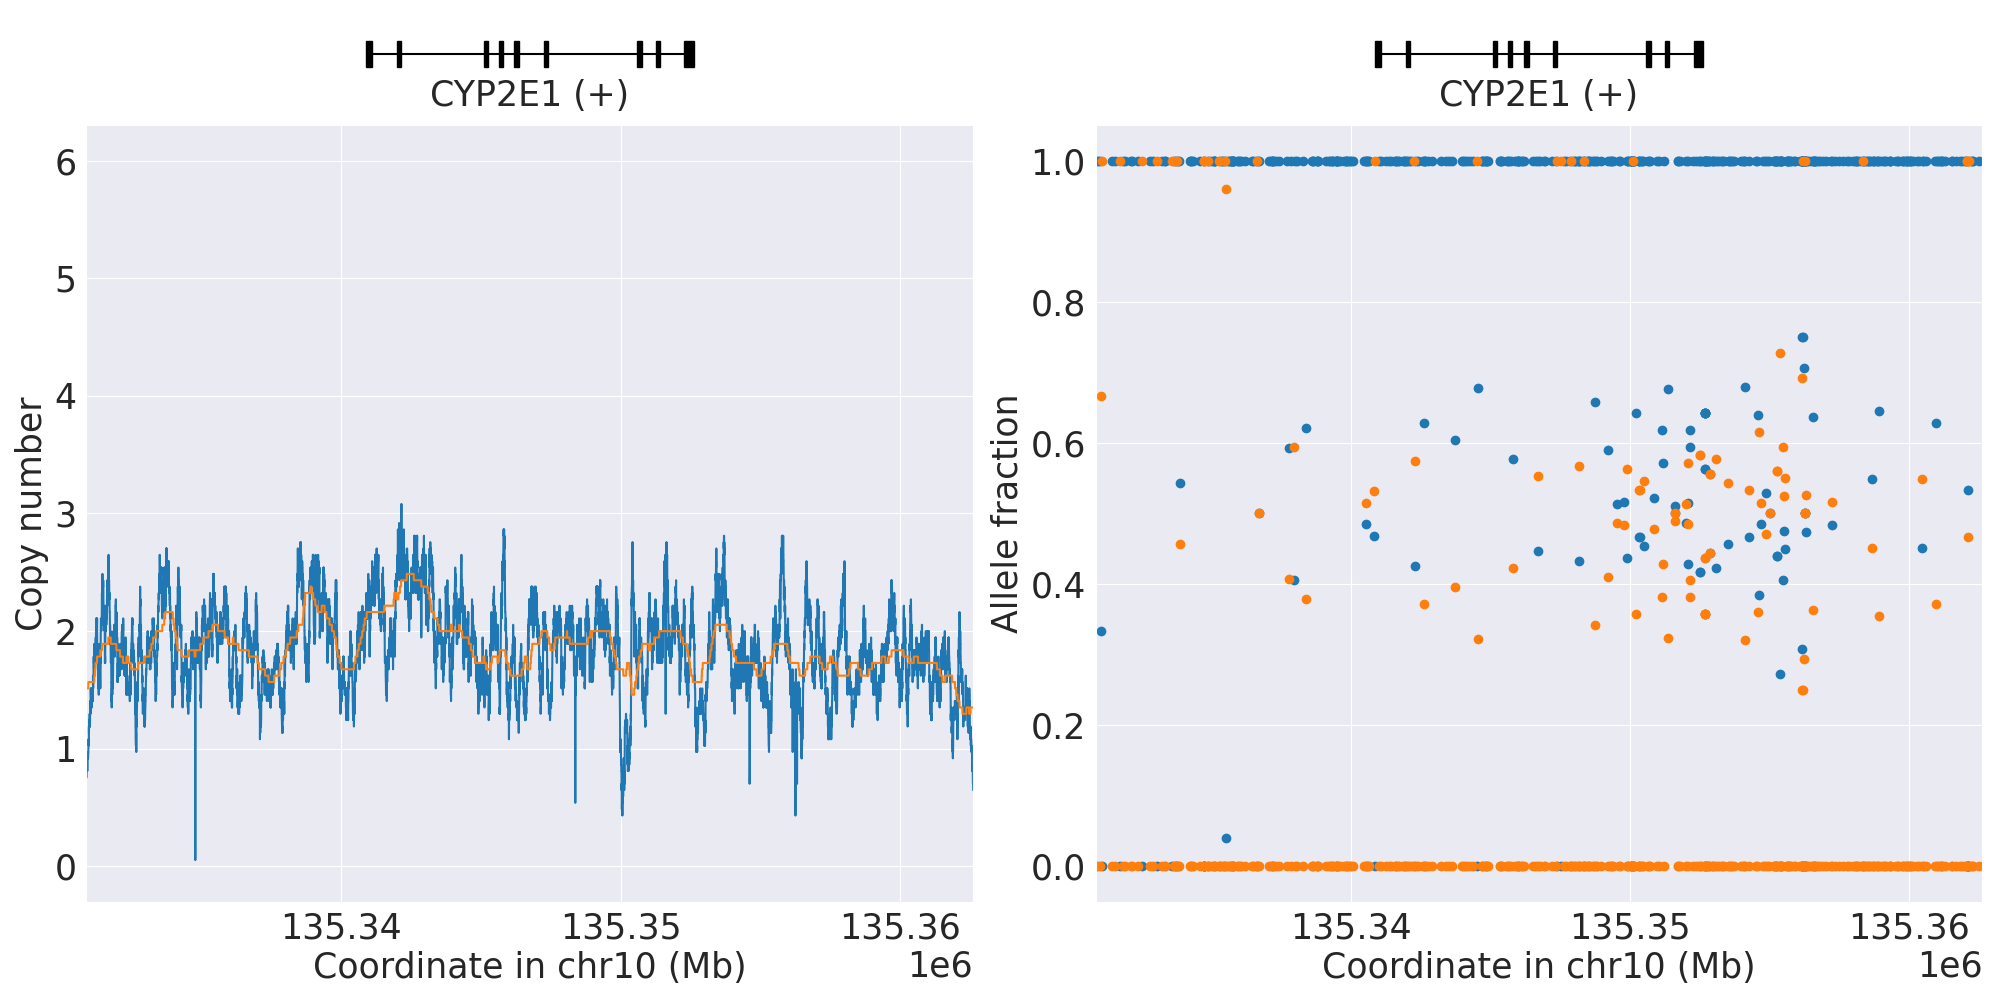 CYP2E1 (+)
6
5
4
3
2
1
0
Copy number
135.34 135.35 135.36
Coordinate in chr10 (Mb)
1e6
CYP2E1 (+)
1.0
0.8
0.6
0.4
0.2
0.0
Allele fraction
135.34 135.35 135.36
Coordinate in chr10 (Mb)
1e6